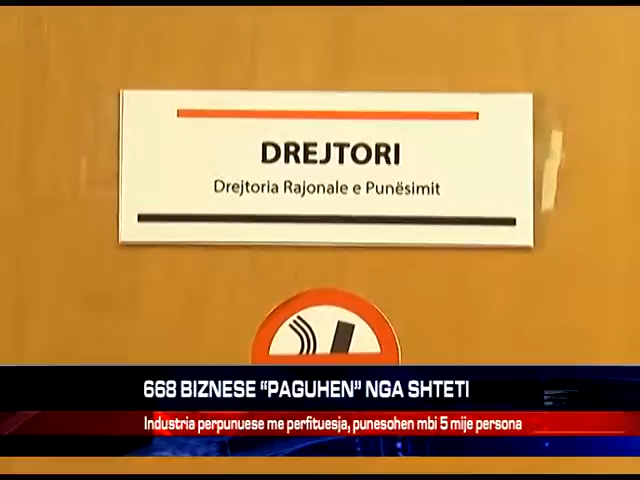 DREJTORI
Drejtoria Rajonale e Punësimit
668 BIZNESE “PAGUHEN” NGA SHTETI
Industria perpunuese me perfituesja, punesohen mbi 5 mije persona